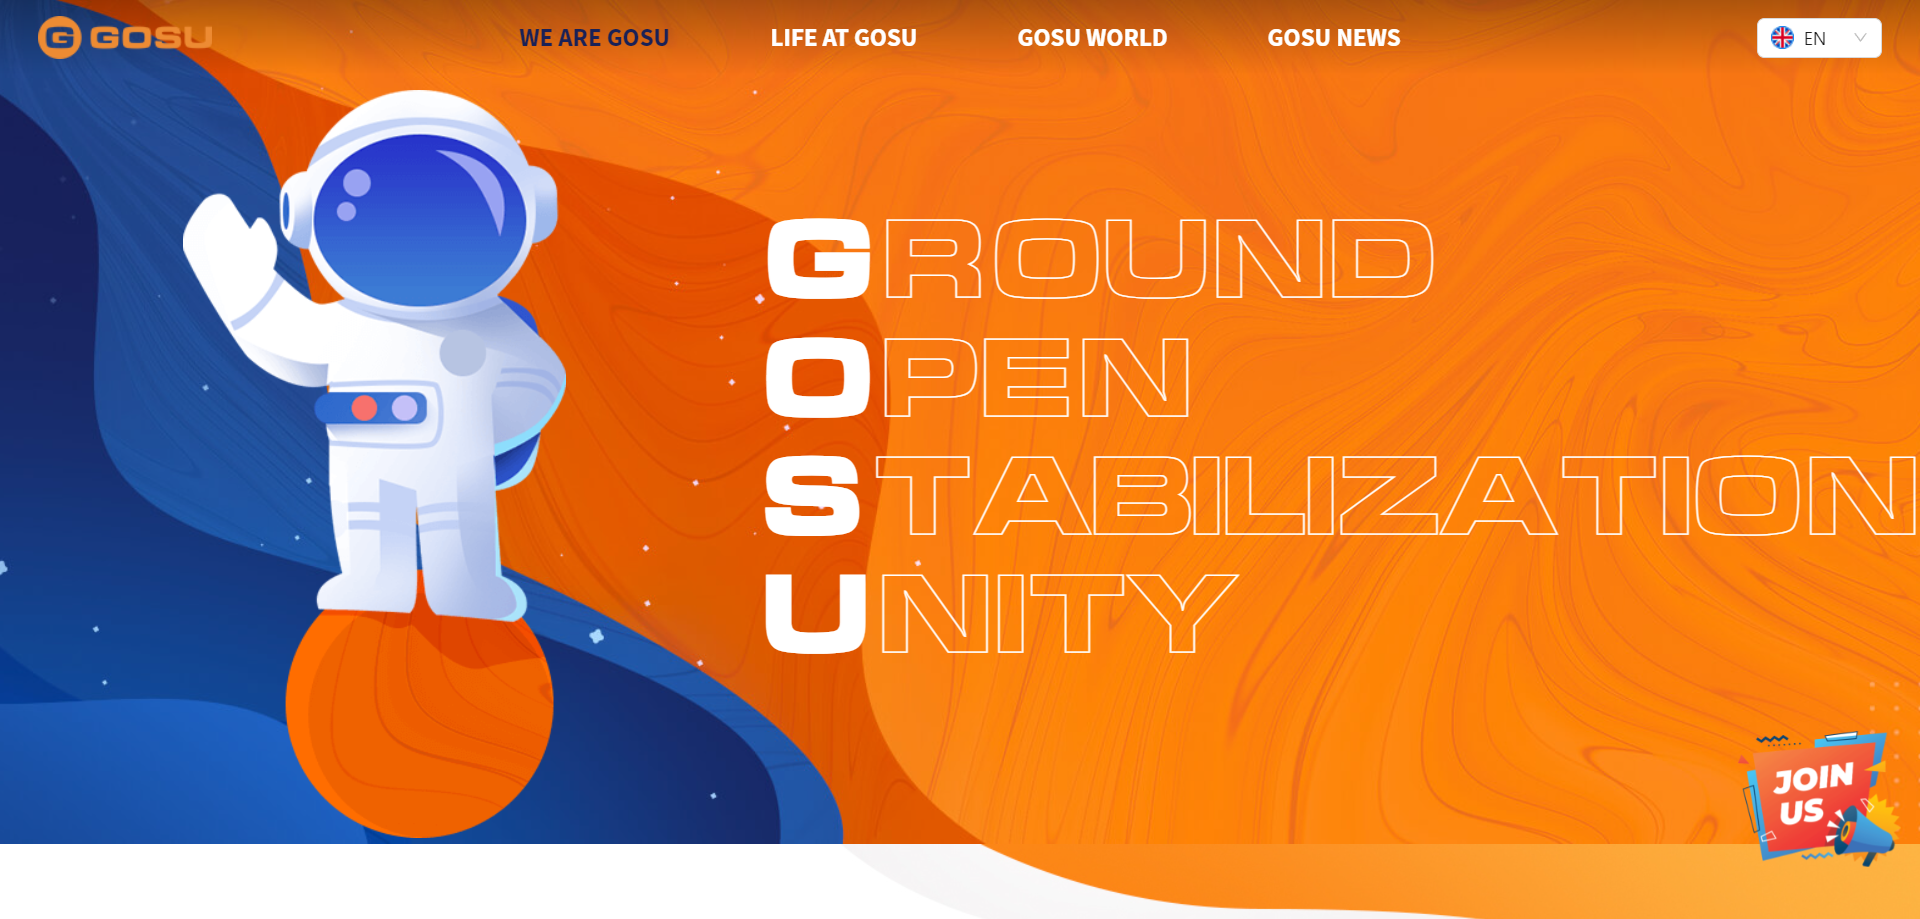 G GOSU
WE ARE GOSU
LIFE AT GOSU
GOSU WORLD
GOSU NEWS
EN
GROUND
OPEN
STABILIZATION
UNITY
JOIN
US